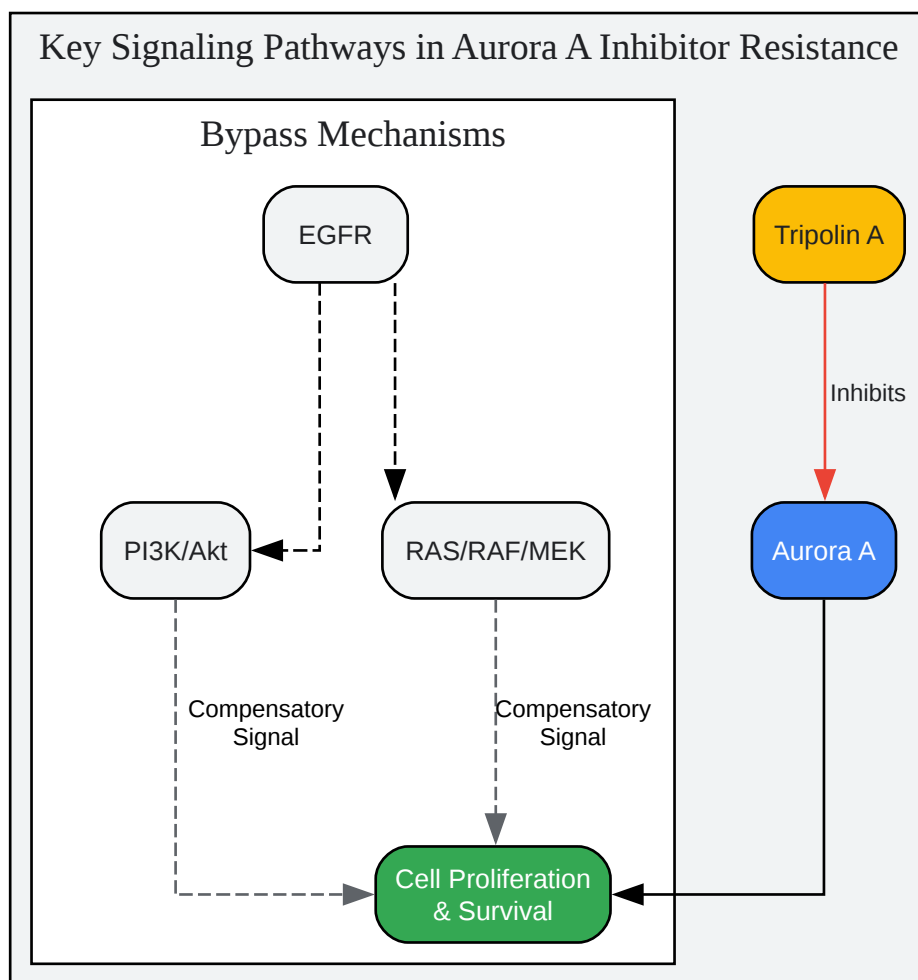 Key Signaling Pathways in Aurora A Inhibitor Resistance
Bypass Mechanisms
EGFR
Tripolin A
Inhibits
PI3K/Akt
RAS/RAF/MEK
Aurora A
Compensatory
Signal
Compensatory
Signal
Cell Proliferation
& Survival